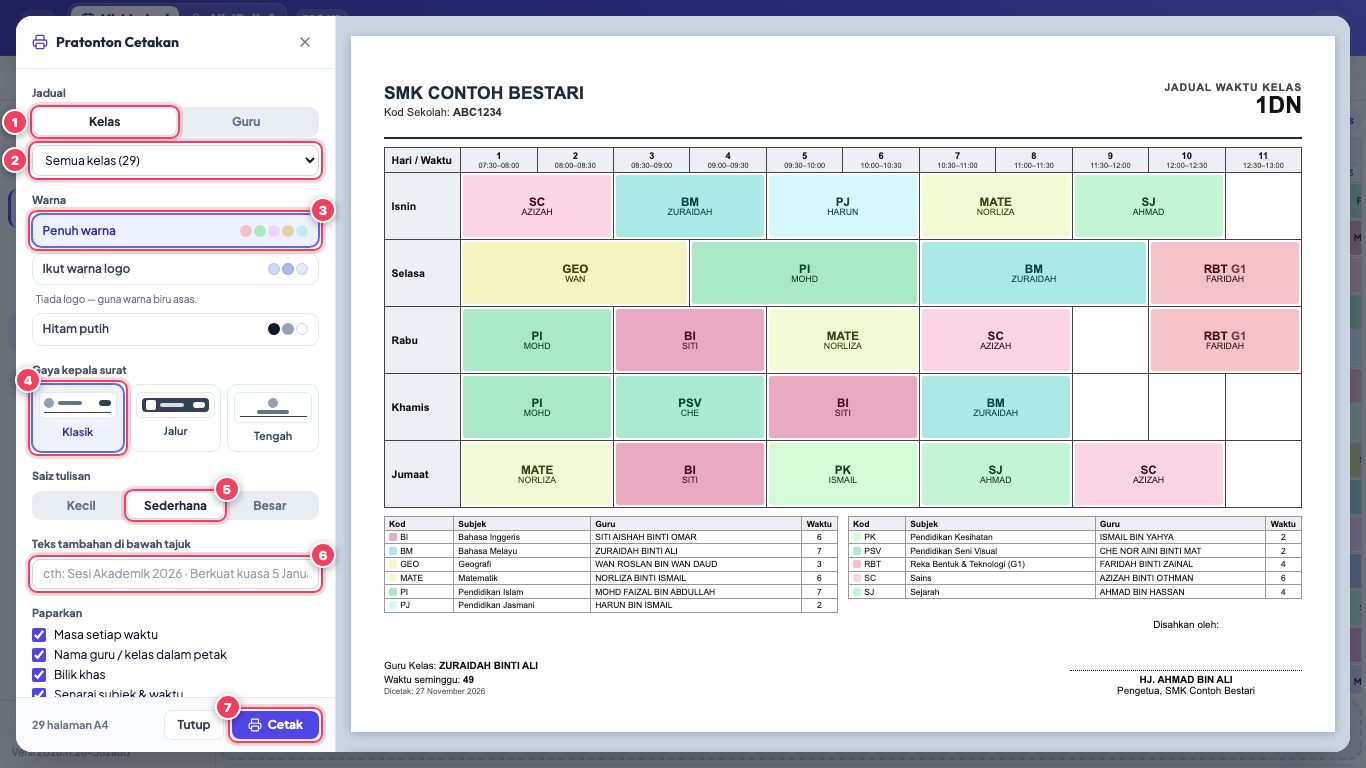 Pratonton Cetakan
Jadual
1
Kelas
Guru
2
Semua kelas (29)
Warna
3
Penuh warna
Ikut warna logo
Tiada logo — guna warna biru asas.
Hitam putih
Gaya kepala surat
4
Klasik
Jalur
Tengah
Saiz tulisan
5
Kecil
Sederhana
Besar
Teks tambahan di bawah tajuk
6
cth: Sesi Akademik 2026 · Berkuat kuasa 5 Janu
Paparkan
Masa setiap waktu
Nama guru / kelas dalam petak
Bilik khas
Senarai subjek & waktu
7
29 halaman A4
Tutup
Cetak
SMK CONTOH BESTARI
Kod Sekolah: ABC1234
JADUAL WAKTU KELAS
1DN
Hari / Waktu 1 2 3 4 5 6 7 8 9 10 11
07:30–08:00 08:00–08:30 08:30–09:00 09:00–09:30 09:30–10:00 10:00–10:30 10:30–11:00 11:00–11:30 11:30–12:00 12:00–12:30 12:30–13:00
Isnin
SC BM PJ MATE SJ
AZIZAH ZURAIDAH HARUN NORLIZA AHMAD
Selasa
GEO PI BM RBT G1
WAN MOHD ZURAIDAH FARIDAH
Rabu
PI BI MATE SC RBT G1
MOHD SITI NORLIZA AZIZAH FARIDAH
Khamis
PI PSV BI BM
MOHD CHE SITI ZURAIDAH
Jumaat
MATE BI PK SJ SC
NORLIZA SITI ISMAIL AHMAD AZIZAH
Kod Subjek Guru Waktu
BI Bahasa Inggeris SITI AISHAH BINTI OMAR 6
BM Bahasa Melayu ZURAIDAH BINTI ALI 7
GEO Geografi WAN ROSLAN BIN WAN DAUD 3
MATE Matematik NORLIZA BINTI ISMAIL 6
PI Pendidikan Islam MOHD FAIZAL BIN ABDULLAH 7
PJ Pendidikan Jasmani HARUN BIN ISMAIL 2
Kod Subjek Guru Waktu
PK Pendidikan Kesihatan ISMAIL BIN YAHYA 2
PSV Pendidikan Seni Visual CHE NOR AINI BINTI MAT 2
RBT Reka Bentuk & Teknologi (G1) FARIDAH BINTI ZAINAL 4
SC Sains AZIZAH BINTI OTHMAN 6
SJ Sejarah AHMAD BIN HASSAN 4
Disahkan oleh:
Guru Kelas: ZURAIDAH BINTI ALI
Waktu seminggu: 49
Dicetak: 27 November 2026
HJ. AHMAD BIN ALI
Pengetua, SMK Contoh Bestari